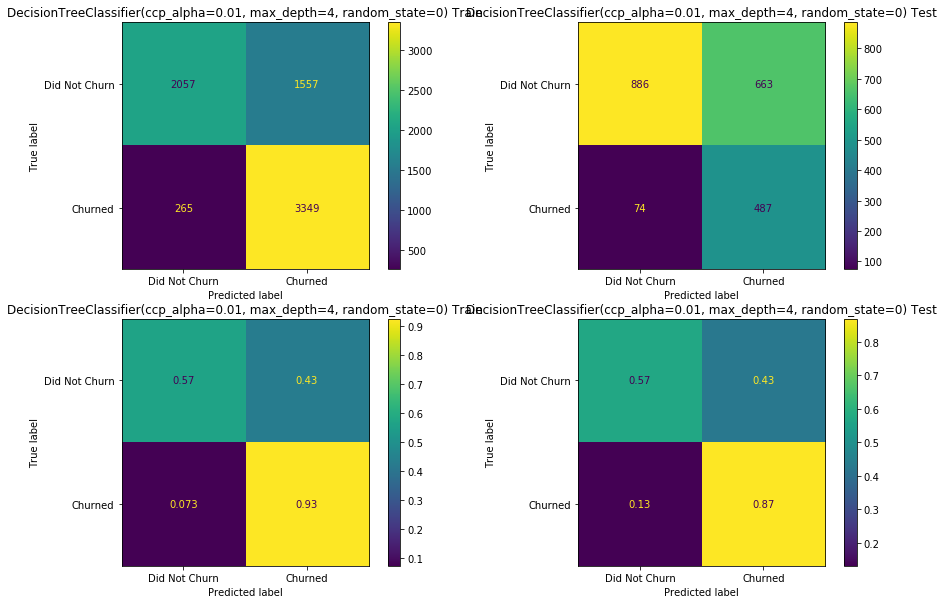 DecisionTreeClassifier(ccp_alpha=0.01, max_depth=4, random_state=0) Train
Did Not Churn
Churned
True label
2057
1557
265
3349
Did Not Churn
Churned
Predicted label
3000
2500
2000
1500
1000
500
DecisionTreeClassifier(ccp_alpha=0.01, max_depth=4, random_state=0) Test
Did Not Churn
Churned
True label
886
663
74
487
Did Not Churn
Churned
Predicted label
800
700
600
500
400
300
200
100
DecisionTreeClassifier(ccp_alpha=0.01, max_depth=4, random_state=0) Train
Did Not Churn
Churned
True label
0.57
0.43
0.073
0.93
Did Not Churn
Churned
Predicted label
0.9
0.8
0.7
0.6
0.5
0.4
0.3
0.2
0.1
DecisionTreeClassifier(ccp_alpha=0.01, max_depth=4, random_state=0) Test
Did Not Churn
Churned
True label
0.57
0.43
0.13
0.87
Did Not Churn
Churned
Predicted label
0.8
0.7
0.6
0.5
0.4
0.3
0.2